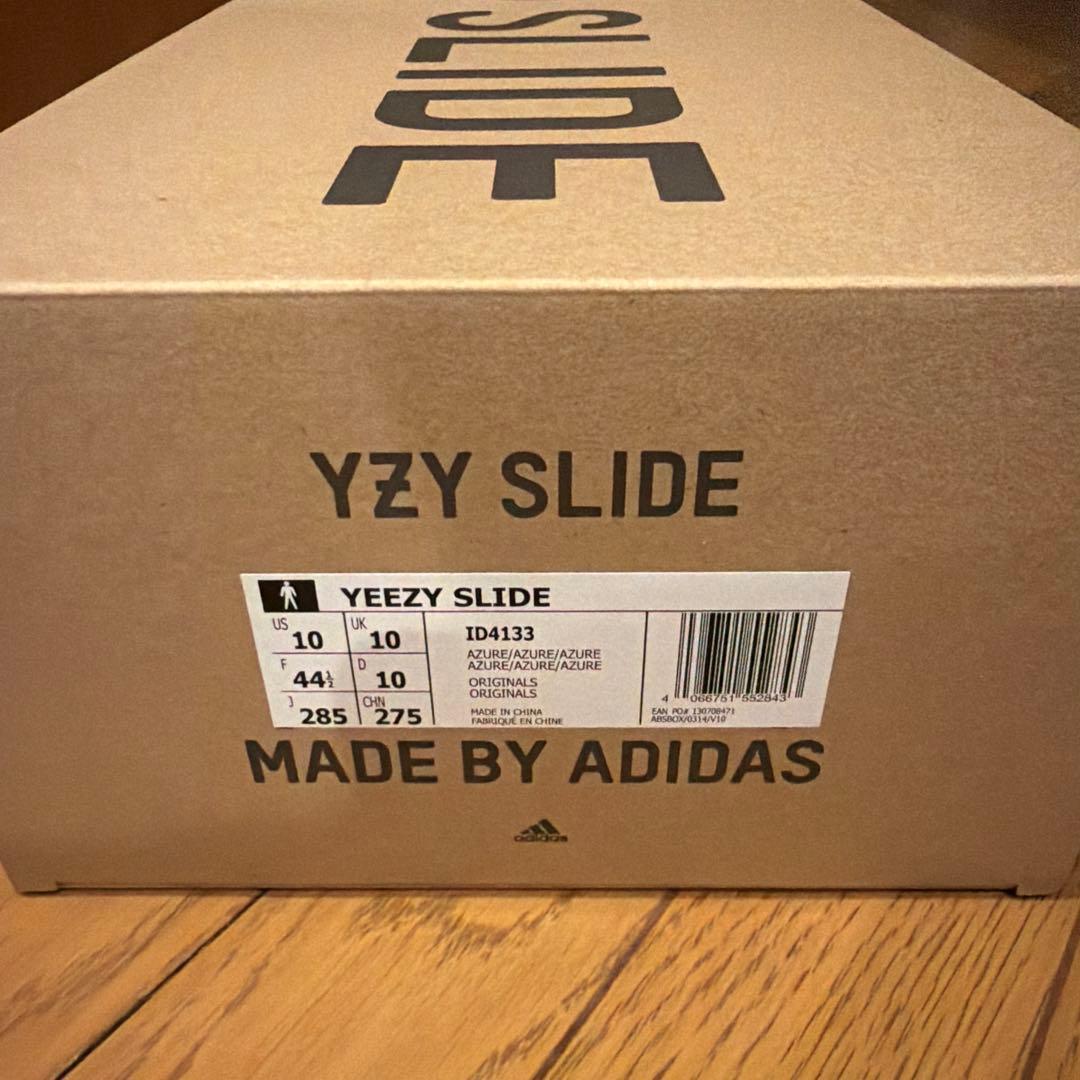 SLIDE
YZY SLIDE
YEEZY SLIDE
US 10 UK 10
F 44½ D 10
J 285 CHN 275
ID4133
AZURE/AZURE/AZURE
AZURE/AZURE/AZURE
ORIGINALS
ORIGINALS
MADE IN CHINA
FABRIQUÉ EN CHINE
4 066751 552843
EAN PO# 130708471
ABSBOX/0314/V10
MADE BY ADIDAS
adidas